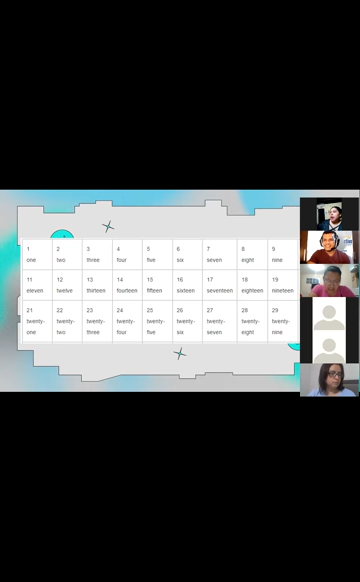 1 2 3 4 5 6 7 8 9
one two three four five six seven eight nine
11 12 13 14 15 16 17 18 19
eleven twelve thirteen fourteen fifteen sixteen seventeen eighteen nineteen
21 22 23 24 25 26 27 28 29
twenty- twenty- twenty- twenty- twenty- twenty- twenty- twenty- twenty-
one two three four five six seven eight nine